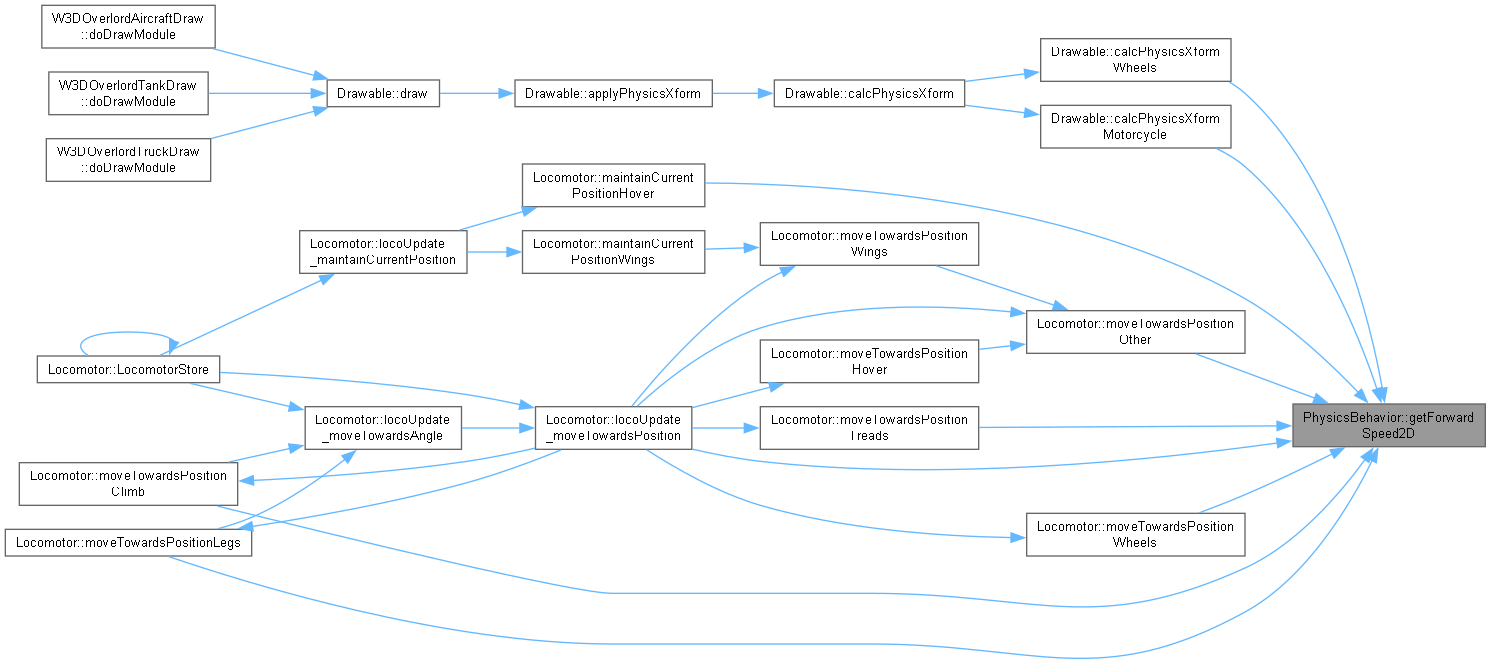 W3DOverlordAircraftDraw
::doDrawModule
W3DOverlordTankDraw
::doDrawModule
W3DOverlordTruckDraw
::doDrawModule
Drawable::draw
Drawable::applyPhysicsXform
Drawable::calcPhysicsXform
Drawable::calcPhysicsXform
Wheels
Drawable::calcPhysicsXform
Motorcycle
Locomotor::maintainCurrent
PositionHover
Locomotor::locoUpdate
_maintainCurrentPosition
Locomotor::maintainCurrent
PositionWings
Locomotor::moveTowardsPosition
Wings
Locomotor::moveTowardsPosition
Other
Locomotor::LocomotorStore
Locomotor::moveTowardsPosition
Hover
Locomotor::locoUpdate
_moveTowardsAngle
Locomotor::locoUpdate
_moveTowardsPosition
Locomotor::moveTowardsPosition
Treads
PhysicsBehavior::getForward
Speed2D
Locomotor::moveTowardsPosition
Climb
Locomotor::moveTowardsPositionLegs
Locomotor::moveTowardsPosition
Wheels